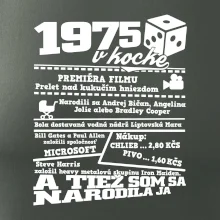 1975
v kocke
PREMIÉRA FILMU
Prelet nad kukučím hniezdom
Narodili sa Andrej Bičan, Angelina
Jolie alebo Bradley Cooper
Bola dostavaná vodná nádrž Liptovská Mara
Bill Gates a Paul Allen
založili spoločnosť
MICROSOFT
Nákup:
CHLIEB ... 2,80 KČS
PIVO ... 1,60 KČS
Steve Harris
založil heavy metalovú skupinu Iron Maiden.
A TIEŽ SOM SA
NARODILA JA